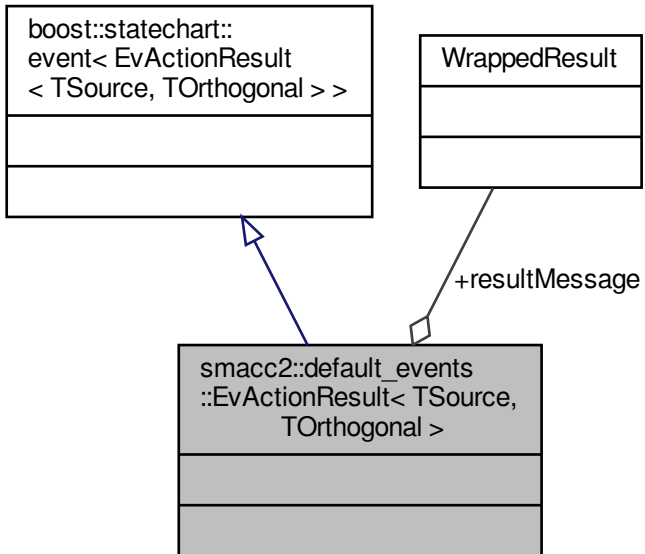 boost::statechart::
event< EvActionResult
< TSource, TOrthogonal > >
WrappedResult
+resultMessage
smacc2::default_events
::EvActionResult< TSource,
TOrthogonal >